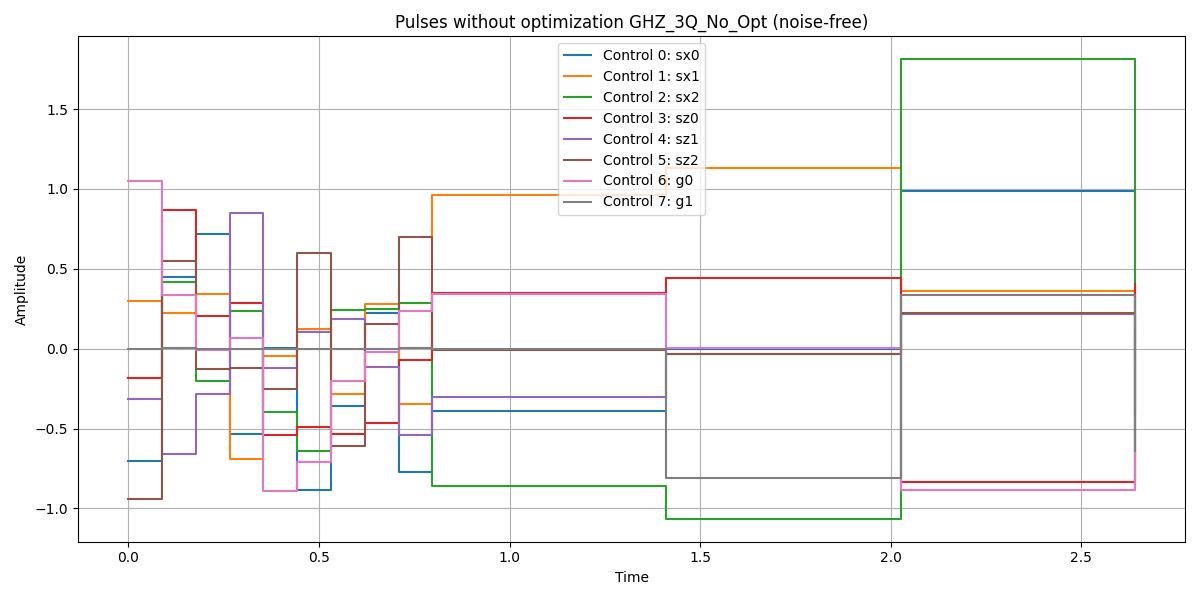 Pulses without optimization GHZ_3Q_No_Opt (noise-free)
Control 0: sx0
Control 1: sx1
Control 2: sx2
Control 3: sz0
Control 4: sz1
Control 5: sz2
Control 6: g0
Control 7: g1
Amplitude
1.5
1.0
0.5
0.0
−0.5
−1.0
0.0 0.5 1.0 1.5 2.0 2.5
Time